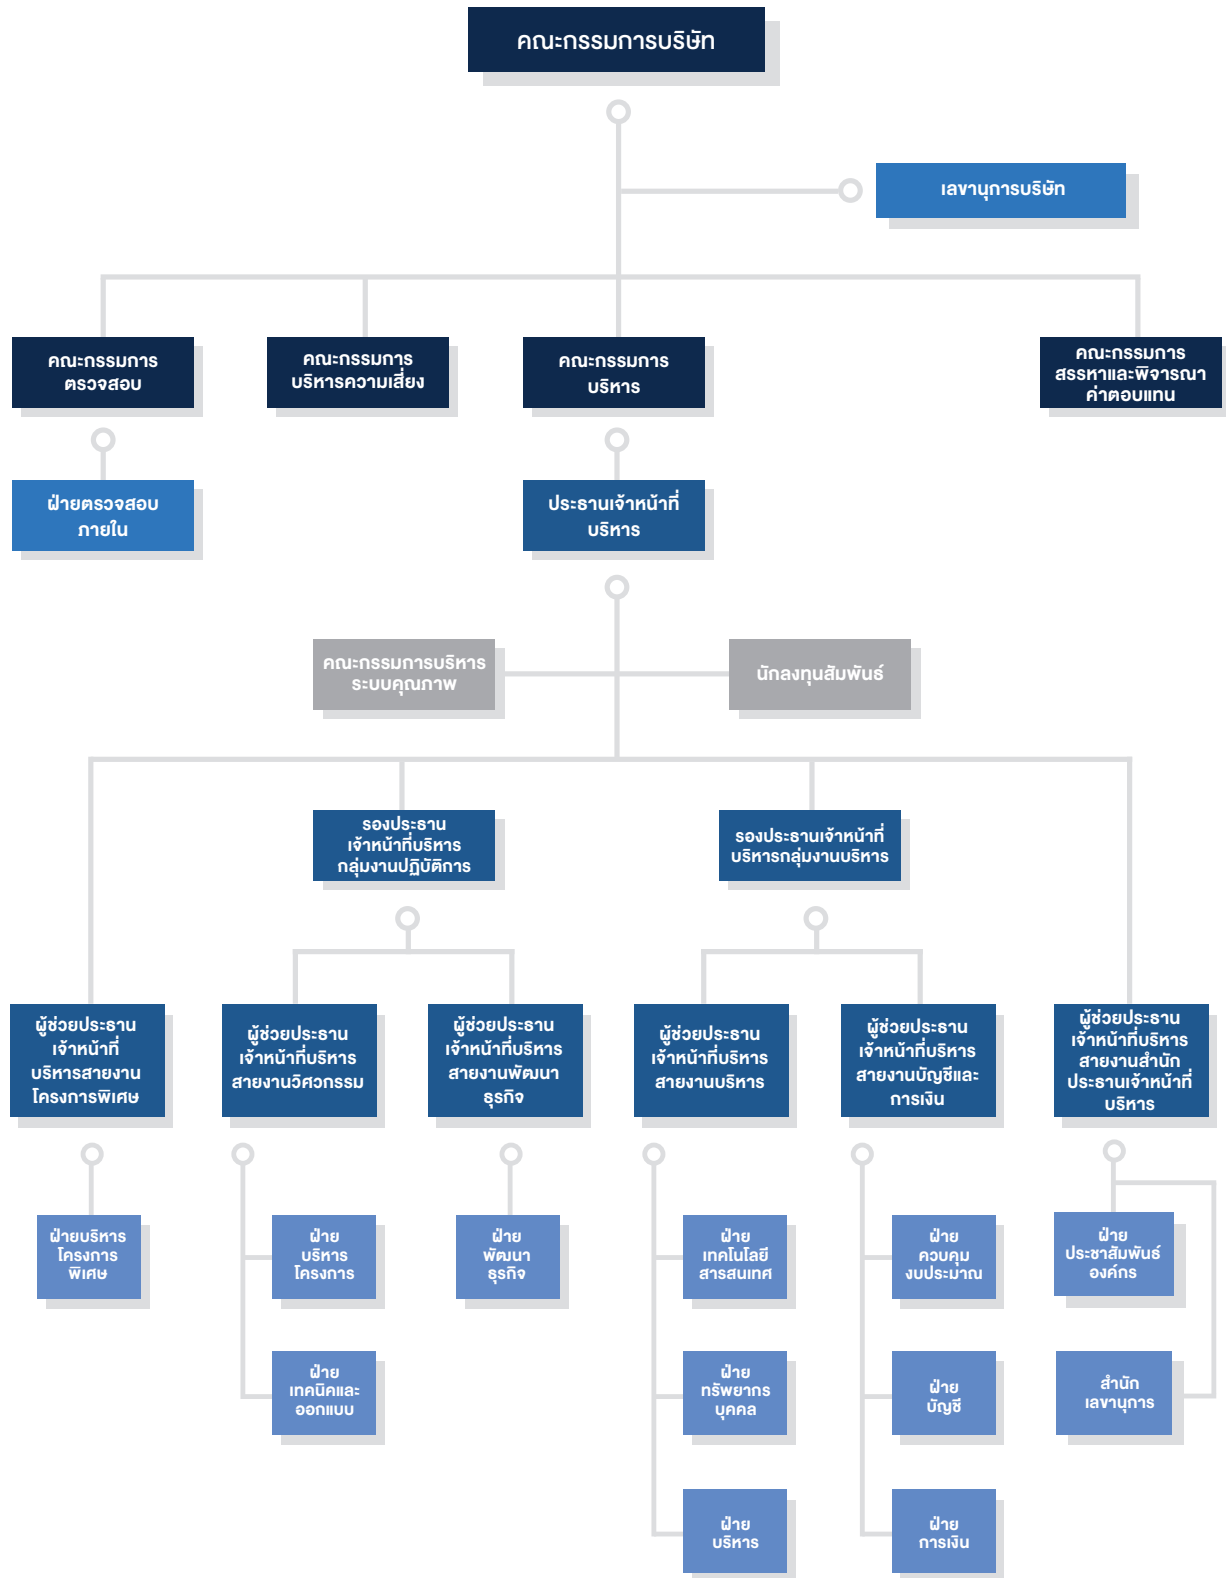 คณะกรรมการบริษัท
เลขานุการบริษัท
คณะกรรมการ
ตรวจสอบ
คณะกรรมการ
บริหารความเสี่ยง
คณะกรรมการ
บริหาร
คณะกรรมการ
สรรหาและพิจารณา
ค่าตอบแทน
ฝ่ายตรวจสอบ
ภายใน
ประธานเจ้าหน้าที่
บริหาร
คณะกรรมการบริหาร
ระบบคุณภาพ
นักลงทุนสัมพันธ์
รองประธาน
เจ้าหน้าที่บริหาร
กลุ่มงานปฏิบัติการ
รองประธานเจ้าหน้าที่
บริหารกลุ่มงานบริหาร
ผู้ช่วยประธาน
เจ้าหน้าที่
บริหารสายงาน
โครงการพิเศษ
ผู้ช่วยประธาน
เจ้าหน้าที่บริหาร
สายงานวิศวกรรม
ผู้ช่วยประธาน
เจ้าหน้าที่บริหาร
สายงานพัฒนา
ธุรกิจ
ผู้ช่วยประธาน
เจ้าหน้าที่บริหาร
สายงานบริหาร
ผู้ช่วยประธาน
เจ้าหน้าที่บริหาร
สายงานบัญชีและ
การเงิน
ผู้ช่วยประธาน
เจ้าหน้าที่บริหาร
สายงานสำนัก
ประธานเจ้าหน้าที่
บริหาร
ฝ่ายบริหาร
โครงการ
พิเศษ
ฝ่าย
บริหาร
โครงการ
ฝ่าย
พัฒนา
ธุรกิจ
ฝ่าย
เทคโนโลยี
สารสนเทศ
ฝ่าย
ควบคุม
งบประมาณ
ฝ่าย
ประชาสัมพันธ์
องค์กร
ฝ่าย
เทคนิคและ
ออกแบบ
ฝ่าย
ทรัพยากร
บุคคล
ฝ่าย
บัญชี
สำนัก
เลขานุการ
ฝ่าย
บริหาร
ฝ่าย
การเงิน